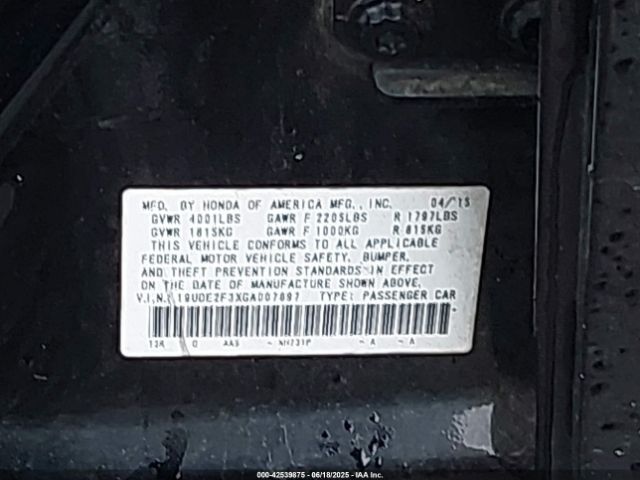 MFD. BY HONDA OF AMERICA MFG., INC. 04/15
GVWR 4001LBS GAWR F 2205LBS R 1797LBS
GVWR 1815KG GAWR F 1000KG R 815KG
THIS VEHICLE CONFORMS TO ALL APPLICABLE
FEDERAL MOTOR VEHICLE SAFETY, BUMPER,
AND THEFT PREVENTION STANDARDS IN EFFECT
ON THE DATE OF MANUFACTURE SHOWN ABOVE.
V.I.N.: 19UDE2F3XGA007897 TYPE: PASSENGER CAR
NH731P - A - A
00-42539875 - 06/18/2025 - IAA Inc.